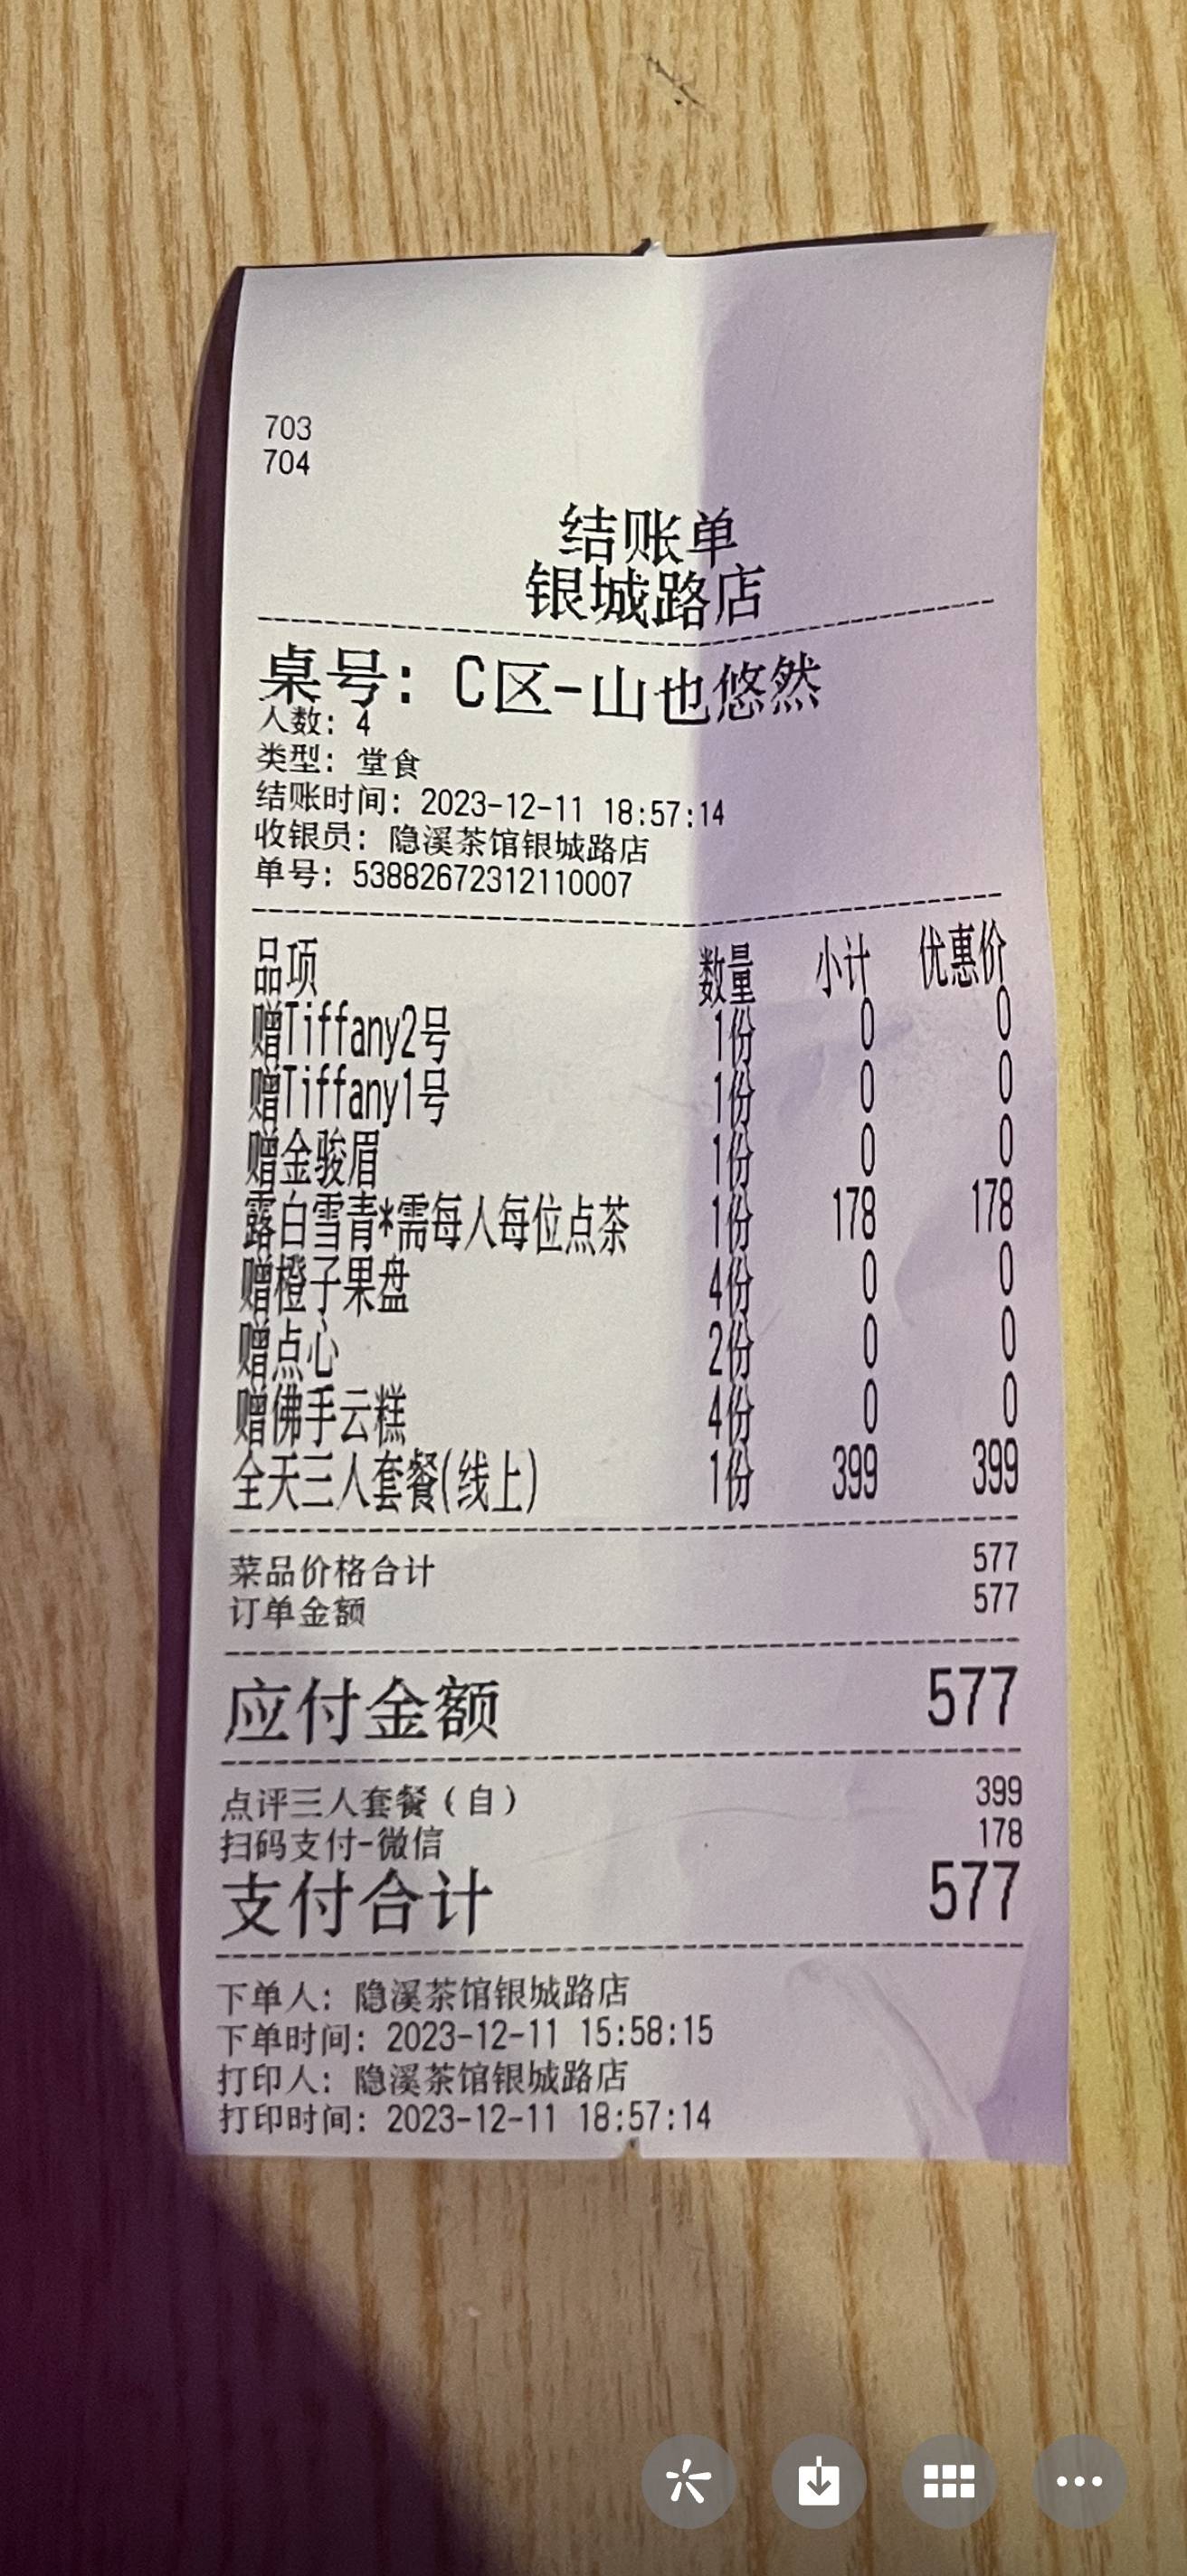 703
704
结账单
银城路店
桌号: C区-山也悠然
人数: 4
类型: 堂食
结账时间: 2023-12-11 18:57:14
收银员: 隐溪茶馆银城路店
单号: 53882672312110007
品项 数量 小计 优惠价
赠Tiffany2号 1份 0 0
赠Tiffany1号 1份 0 0
赠金骏眉 1份 0 0
露白雪青*需每人每位点茶 1份 178 178
赠橙子果盘 4份 0 0
赠点心 2份 0 0
赠佛手云糕 4份 0 0
全天三人套餐(线上) 1份 399 399
菜品价格合计 577
订单金额 577
应付金额 577
点评三人套餐（自） 399
扫码支付-微信 178
支付合计 577
下单人: 隐溪茶馆银城路店
下单时间: 2023-12-11 15:58:15
打印人: 隐溪茶馆银城路店
打印时间: 2023-12-11 18:57:14